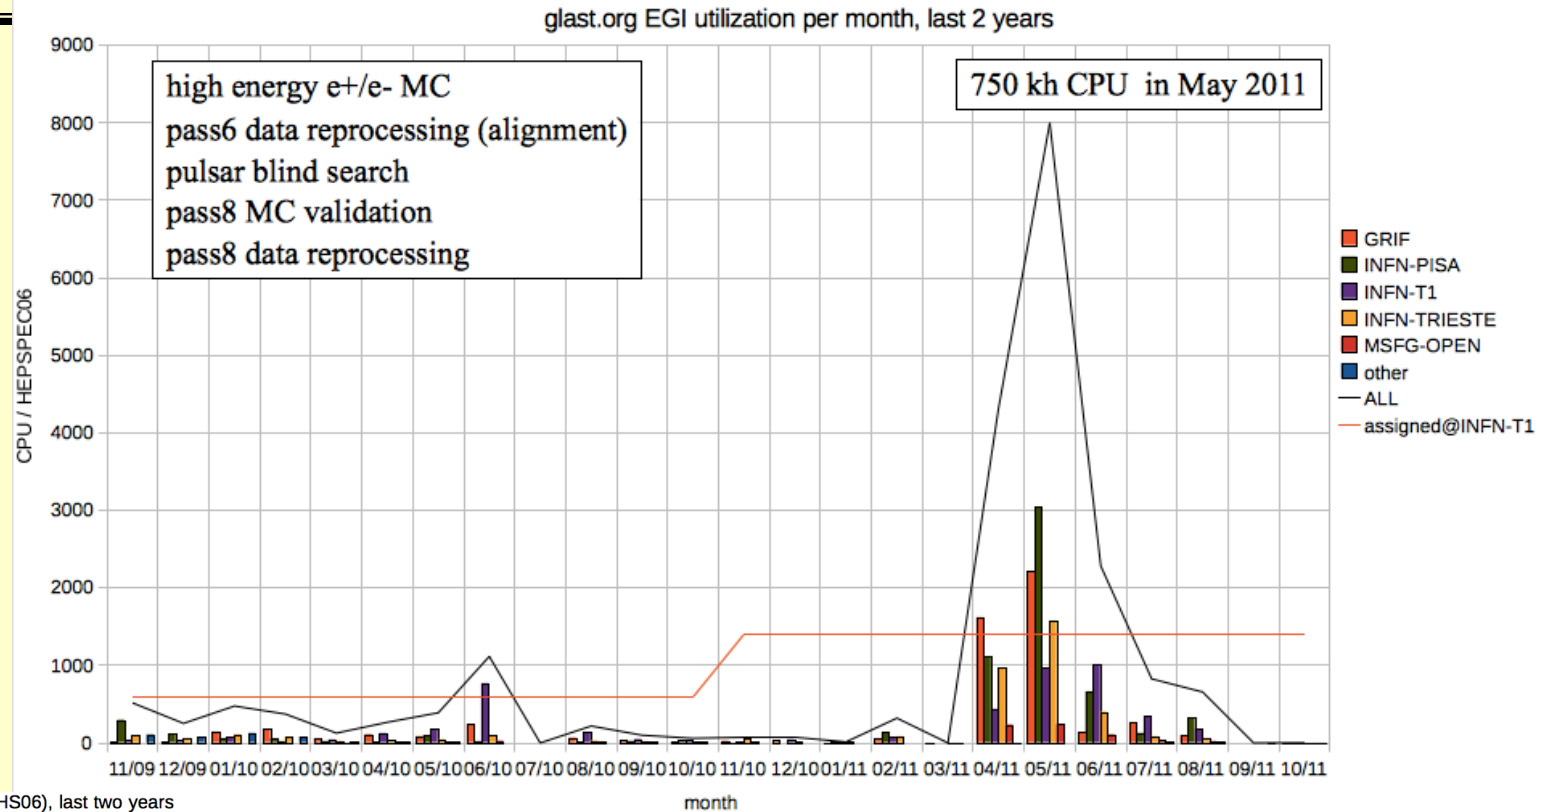 glast.org EGI utilization per month, last 2 years
9000
8000
7000
6000
5000
4000
3000
2000
1000
0
CPU / HEPSPEC06
high energy e+/e- MC
pass6 data reprocessing (alignment)
pulsar blind search
pass8 MC validation
pass8 data reprocessing
750 kh CPU in May 2011
GRIF
INFN-PISA
INFN-T1
INFN-TRIESTE
MSFG-OPEN
other
ALL
assigned@INFN-T1
11/09 12/09 01/10 02/10 03/10 04/10 05/10 06/10 07/10 08/10 09/10 10/10 11/10 12/10 01/11 02/11 03/11 04/11 05/11 06/11 07/11 08/11 09/11 10/11
month
HS06), last two years